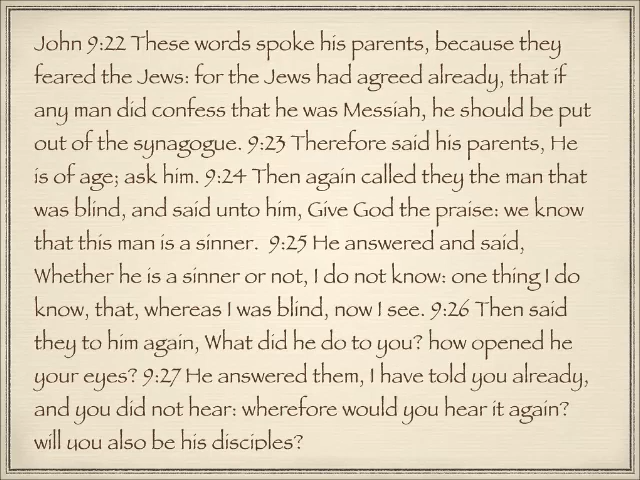 John 9:22 These words spoke his parents, because they
feared the Jews: for the Jews had agreed already, that if
any man did confess that he was Messiah, he should be put
out of the synagogue. 9:23 Therefore said his parents, He
is of age; ask him. 9:24 Then again called they the man that
was blind, and said unto him, Give God the praise: we know
that this man is a sinner.  9:25 He answered and said,
Whether he is a sinner or not, I do not know: one thing I do
know, that, whereas I was blind, now I see. 9:26 Then said
they to him again, What did he do to you? how opened he
your eyes? 9:27 He answered them, I have told you already,
and you did not hear: wherefore would you hear it again?
will you also be his disciples?